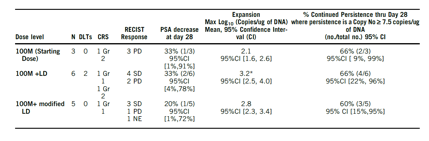 Expansion % Continued Persistence thru Day 28
RECIST PSA decrease Max Log10 (Copies/ug of DNA) where persistence is a Copy No ≥ 7.5 copies/ug
Dose level N DLTs CRS Response at day 28 Mean, 95% Confidence Interval (CI) of DNA (no./total no.) 95% CI
100M (Starting Dose) 3 0 1 Gr 2 3 PD 33% (1/3) 95%CI [1%,91%] 2.1 95%CI [1.6, 2.6] 66% (2/3) 95%CI [ 9%, 99%]
100M +LD 6 2 1 Gr 1 1 Gr 2 4 SD 2 PD 33% (2/6) 95%CI [4%,78%] 3.2* 95%CI [2.5, 4.0] 66% (4/6) 95%CI [22%, 96%]
100M+ modified LD 5 0 1 Gr 1 3 SD 1 PD 1 NE 20% (1/5) 95%CI [1%,72%] 2.8 95%CI [2.3, 3.4] 60% (3/5) 95% CI [15%,95%]